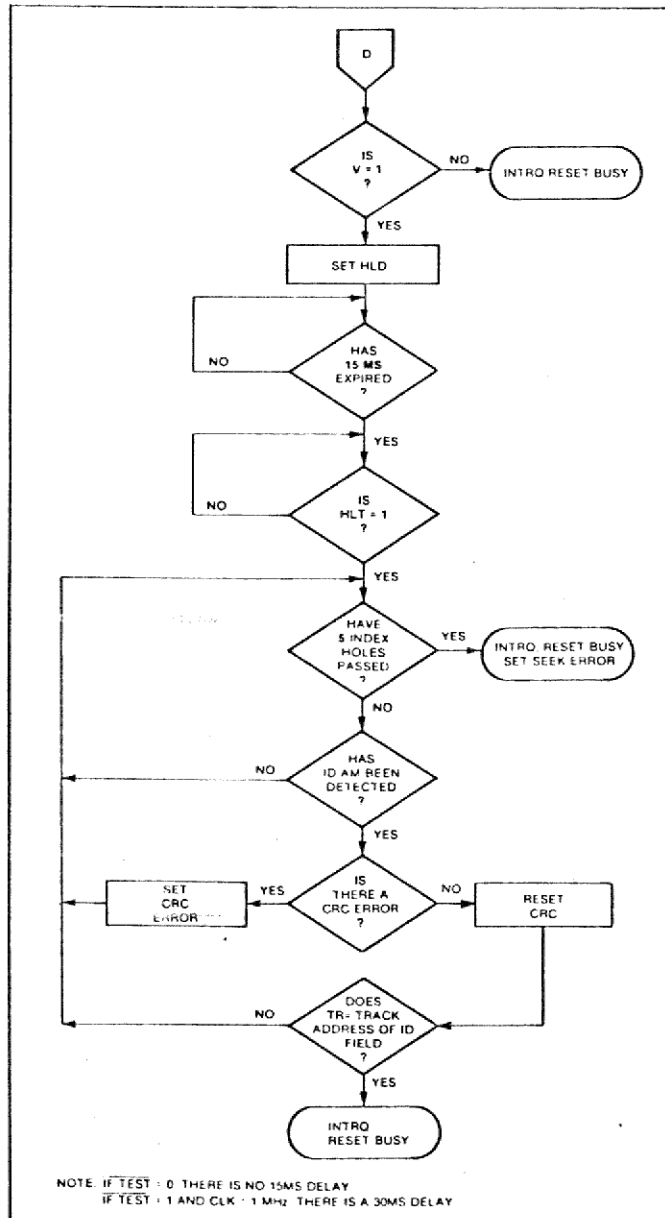 D
IS
V = 1
?
NO
INTRQ RESET BUSY
YES
SET HLD
HAS
15 MS
EXPIRED
?
NO
YES
IS
HLT = 1
?
NO
YES
HAVE
5 INDEX
HOLES
PASSED
?
YES
INTRQ, RESET BUSY
SET SEEK ERROR
NO
HAS
ID AM BEEN
DETECTED
?
NO
YES
IS
THERE A
CRC ERROR
?
YES
SET
CRC
ERROR
NO
RESET
CRC
DOES
TR= TRACK
ADDRESS OF ID
FIELD
?
NO
YES
INTRQ
RESET BUSY
NOTE: IF TEST = 0 THERE IS NO 15MS DELAY
IF TEST = 1 AND CLK = 1 MHz THERE IS A 30MS DELAY